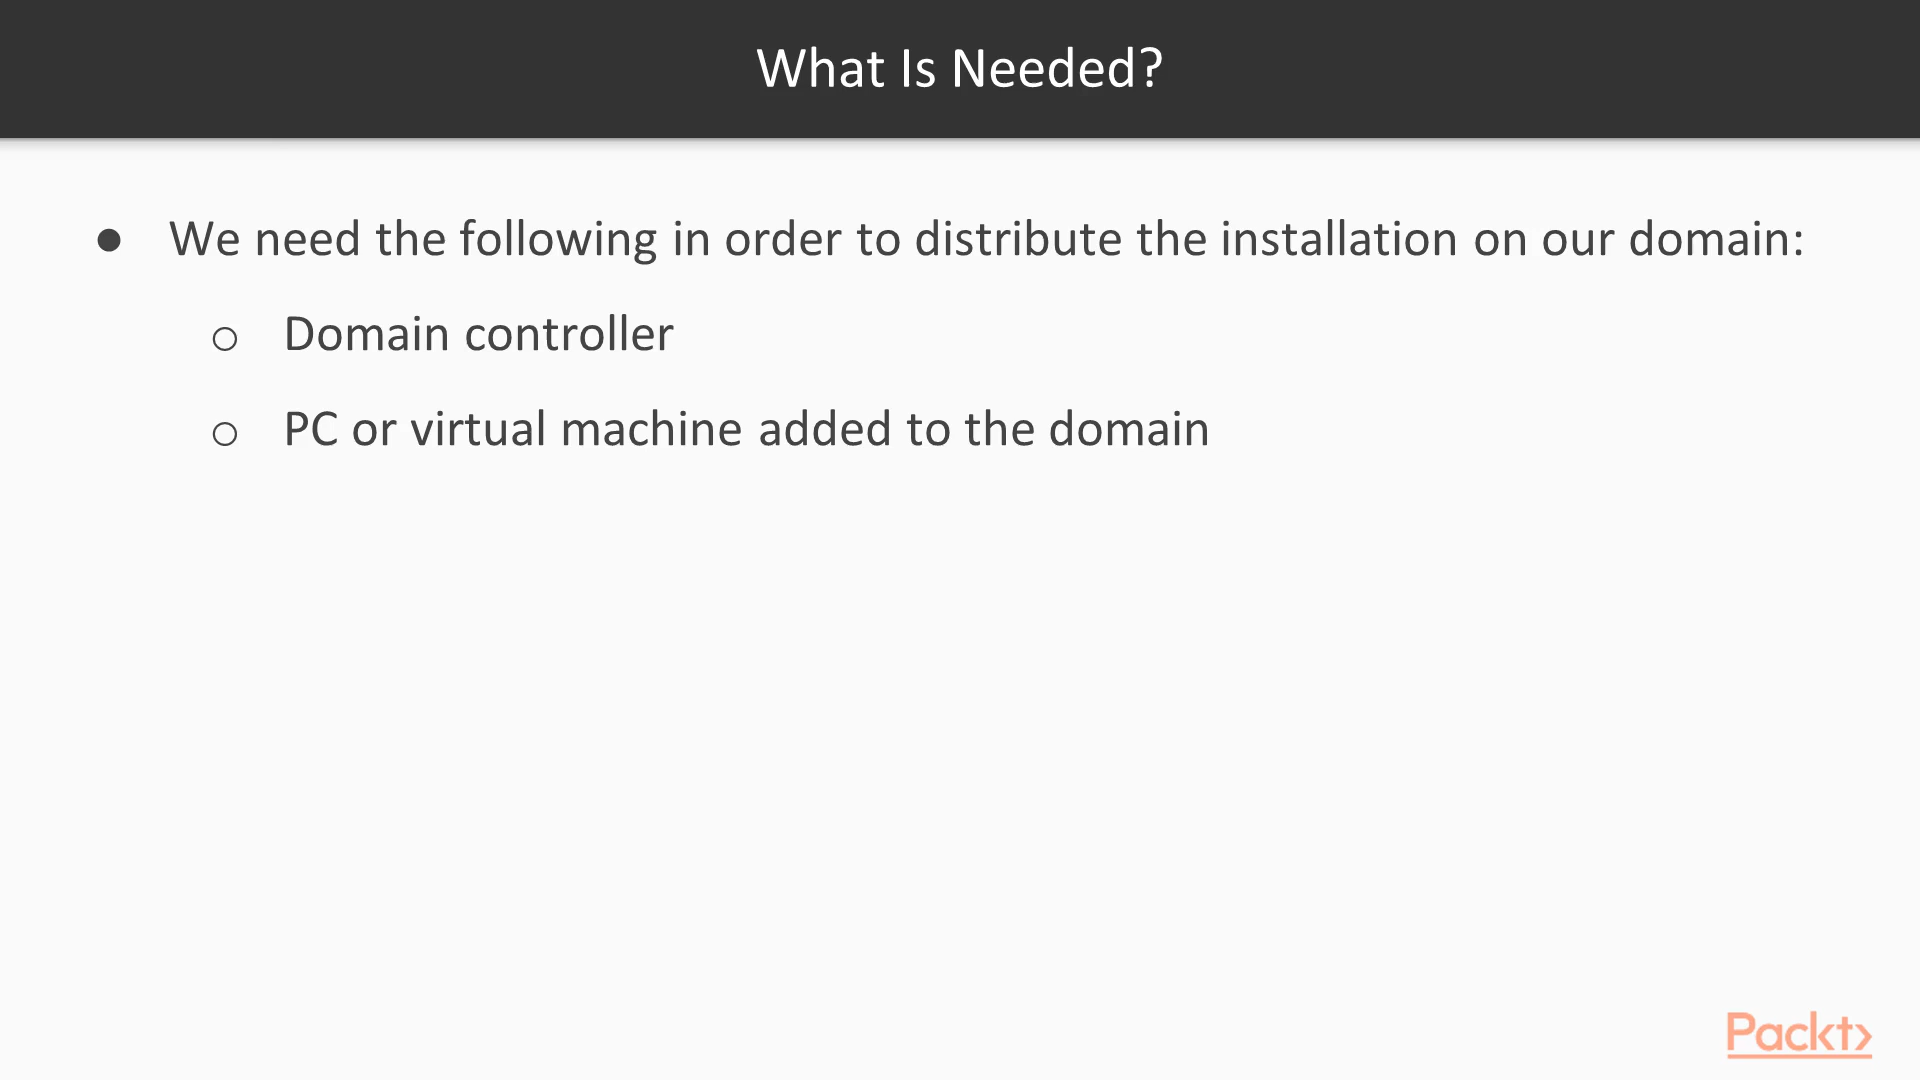 What Is Needed?
● We need the following in order to distribute the installation on our domain:
○ Domain controller
○ PC or virtual machine added to the domain
Packt>